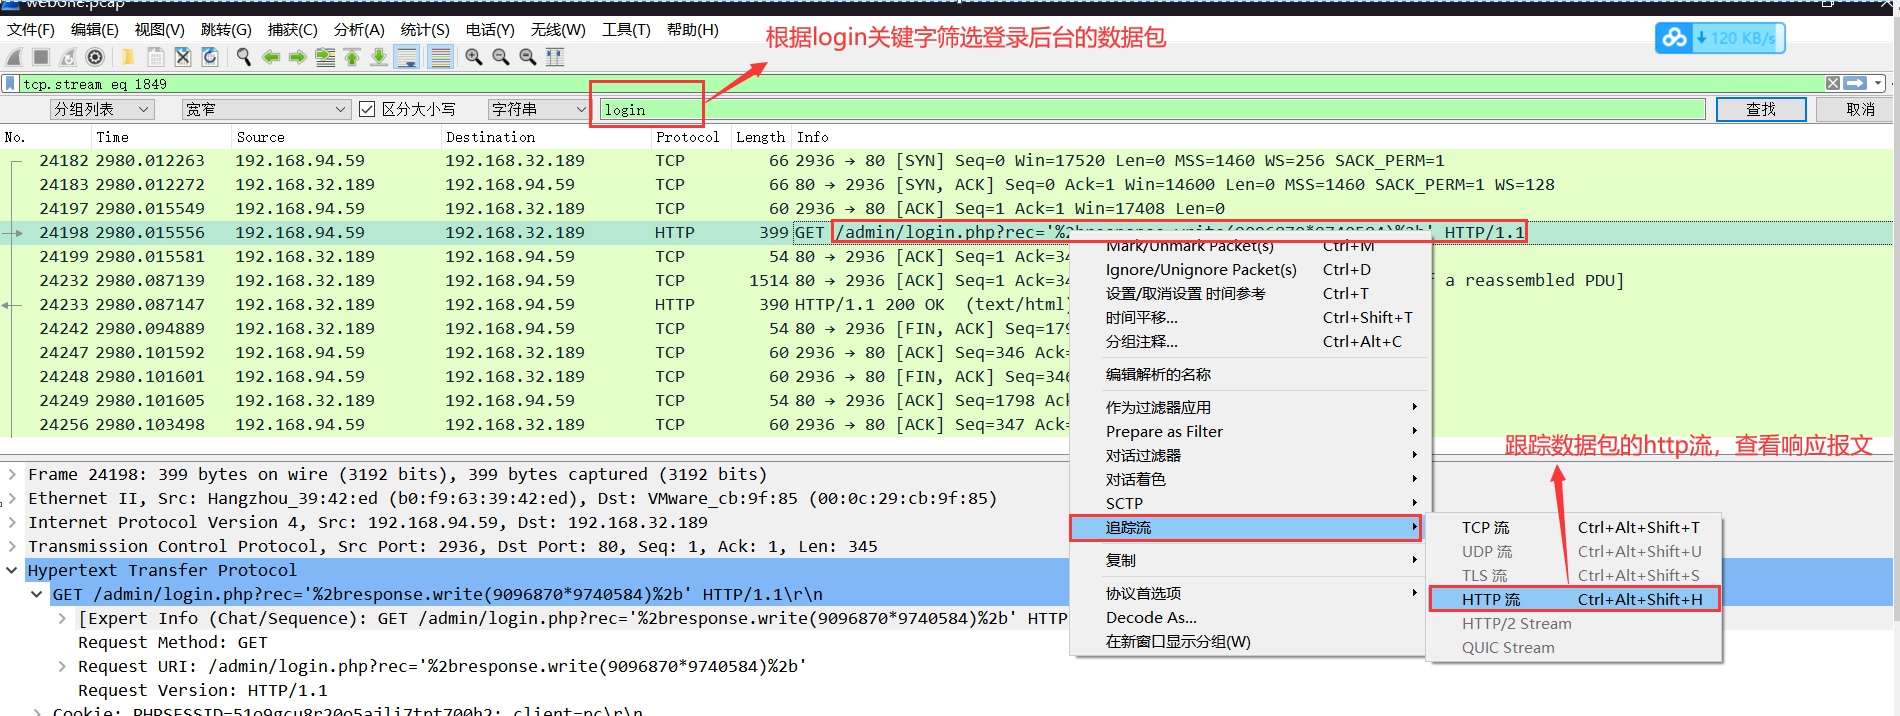 webone.pcap
文件(F) 编辑(E) 视图(V) 跳转(G) 捕获(C) 分析(A) 统计(S) 电话(Y) 无线(W) 工具(T) 帮助(H)
根据login关键字筛选登录后台的数据包
120 KB/s
tcp.stream eq 1849
分组列表 宽窄 区分大小写 字符串 login 查找 取消
No. Time Source Destination Protocol Length Info
24182 2980.012263 192.168.94.59 192.168.32.189 TCP 66 2936 → 80 [SYN] Seq=0 Win=17520 Len=0 MSS=1460 WS=256 SACK_PERM=1
24183 2980.012272 192.168.32.189 192.168.94.59 TCP 66 80 → 2936 [SYN, ACK] Seq=0 Ack=1 Win=14600 Len=0 MSS=1460 SACK_PERM=1 WS=128
24197 2980.015549 192.168.94.59 192.168.32.189 TCP 60 2936 → 80 [ACK] Seq=1 Ack=1 Win=17408 Len=0
24198 2980.015556 192.168.94.59 192.168.32.189 HTTP 399 GET /admin/login.php?rec='%2bresponse.write(9096870*9740584)%2b' HTTP/1.1
24199 2980.015581 192.168.32.189 192.168.94.59 TCP 54 80 → 2936 [ACK] Seq=1 Ack=34
24219 2980.087139 192.168.32.189 192.168.94.59 TCP 1514 80 → 2936 [ACK] Seq=1 Ack=34 f a reassembled PDU]
24233 2980.087147 192.168.32.189 192.168.94.59 HTTP 390 HTTP/1.1 200 OK (text/html)
24242 2980.094889 192.168.32.189 192.168.94.59 TCP 54 80 → 2936 [FIN, ACK] Seq=179
24247 2980.101592 192.168.94.59 192.168.32.189 TCP 60 2936 → 80 [ACK] Seq=346 Ack=
24248 2980.101601 192.168.94.59 192.168.32.189 TCP 60 2936 → 80 [FIN, ACK] Seq=346
24249 2980.101605 192.168.32.189 192.168.94.59 TCP 54 80 → 2936 [ACK] Seq=1798 Ack
24256 2980.103498 192.168.94.59 192.168.32.189 TCP 60 2936 → 80 [ACK] Seq=347 Ack=
Mark/Unmark Packet(s) Ctrl+M
Ignore/Unignore Packet(s) Ctrl+D
设置/取消设置 时间参考 Ctrl+T
时间平移... Ctrl+Shift+T
分组注释... Ctrl+Alt+C
编辑解析的名称
作为过滤器应用
Prepare as Filter
对话过滤器
对话着色
SCTP
追踪流
复制
协议首选项
Decode As...
在新窗口显示分组(W)
跟踪数据包的http流，查看响应报文
TCP 流 Ctrl+Alt+Shift+T
UDP 流 Ctrl+Alt+Shift+U
TLS 流 Ctrl+Alt+Shift+S
HTTP 流 Ctrl+Alt+Shift+H
HTTP/2 Stream
QUIC Stream
Frame 24198: 399 bytes on wire (3192 bits), 399 bytes captured (3192 bits)
Ethernet II, Src: Hangzhou_39:42:ed (b0:f9:63:39:42:ed), Dst: VMware_cb:9f:85 (00:0c:29:cb:9f:85)
Internet Protocol Version 4, Src: 192.168.94.59, Dst: 192.168.32.189
Transmission Control Protocol, Src Port: 2936, Dst Port: 80, Seq: 1, Ack: 1, Len: 345
Hypertext Transfer Protocol
GET /admin/login.php?rec='%2bresponse.write(9096870*9740584)%2b' HTTP/1.1\r\n
[Expert Info (Chat/Sequence): GET /admin/login.php?rec='%2bresponse.write(9096870*9740584)%2b' HTTP
Request Method: GET
Request URI: /admin/login.php?rec='%2bresponse.write(9096870*9740584)%2b'
Request Version: HTTP/1.1
Cookie: PHPSESSID=51o9gcu8r20o5ajli7tpt700h2; client=pc\r\n